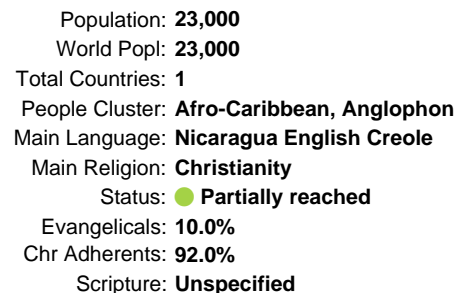 Population: 23,000
World Popl: 23,000
Total Countries: 1
People Cluster: Afro-Caribbean, Anglophon
Main Language: Nicaragua English Creole
Main Religion: Christianity
Status: Partially reached
Evangelicals: 10.0%
Chr Adherents: 92.0%
Scripture: Unspecified